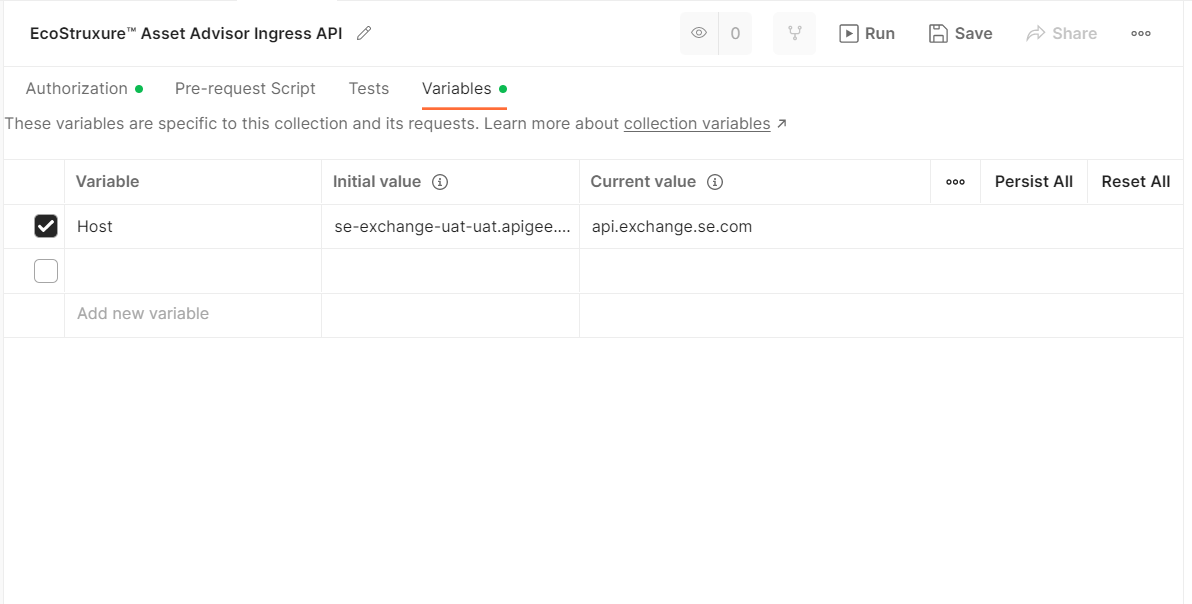 EcoStruxure™ Asset Advisor Ingress API
0
Run
Save
Share
Authorization
Pre-request Script
Tests
Variables
These variables are specific to this collection and its requests. Learn more about collection variables ↗
Variable
Initial value
Current value
Persist All
Reset All
Host
se-exchange-uat-uat.apigee....
api.exchange.se.com
Add new variable